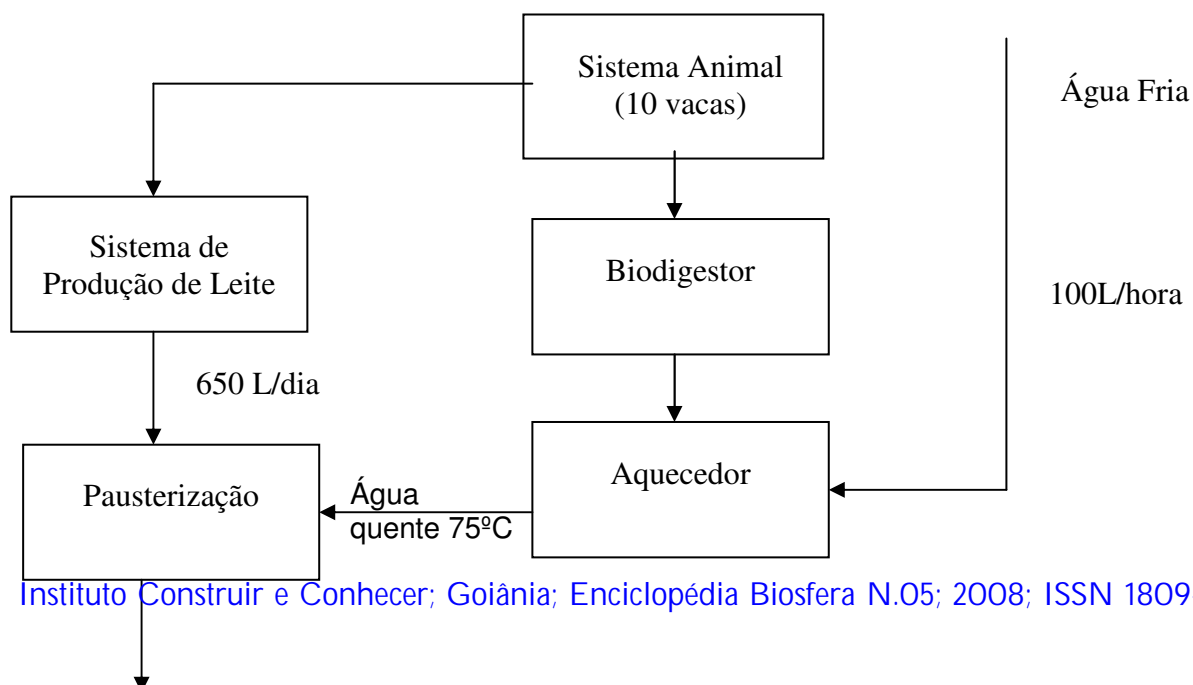 Sistema Animal
(10 vacas)
Água Fria
Sistema de
Produção de Leite
Biodigestor
100L/hora
650 L/dia
Pausterização
Água
quente 75ºC
Aquecedor
Instituto Construir e Conhecer; Goiânia; Enciclopédia Biosfera N.05; 2008; ISSN 1809